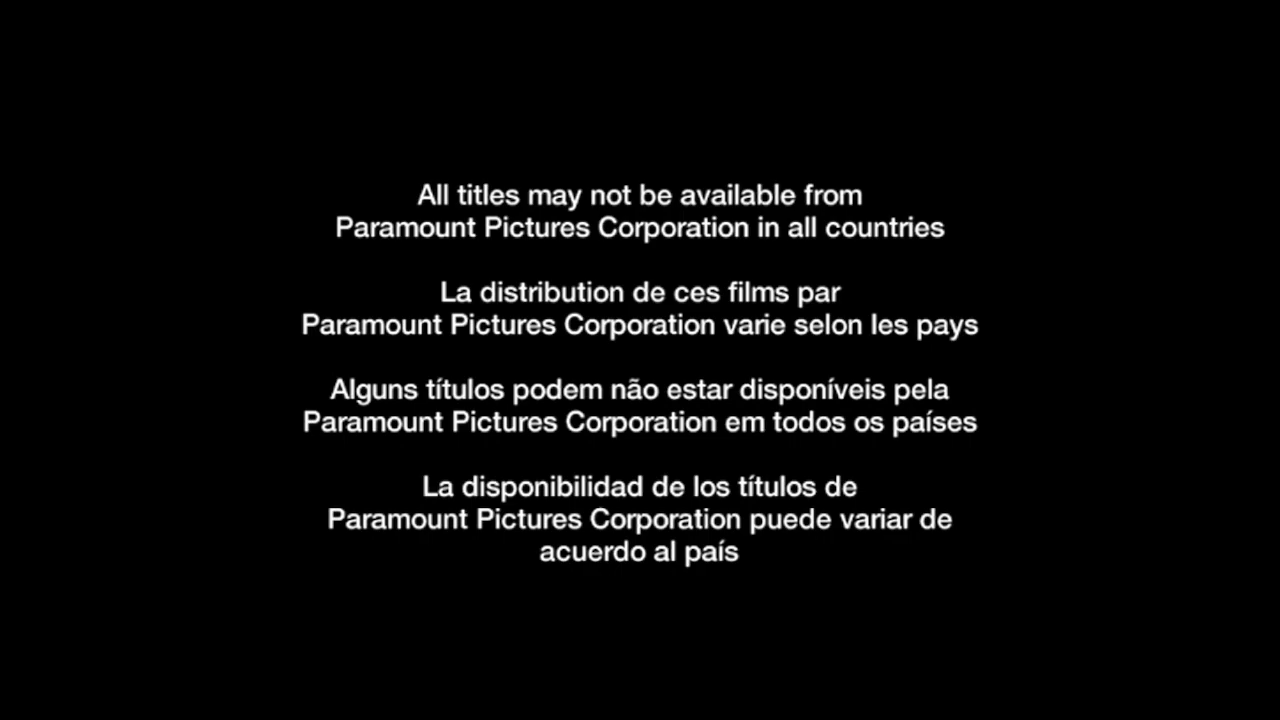 All titles may not be available from
Paramount Pictures Corporation in all countries
La distribution de ces films par
Paramount Pictures Corporation varie selon les pays
Alguns títulos podem não estar disponíveis pela
Paramount Pictures Corporation em todos os países
La disponibilidad de los títulos de
Paramount Pictures Corporation puede variar de
acuerdo al país